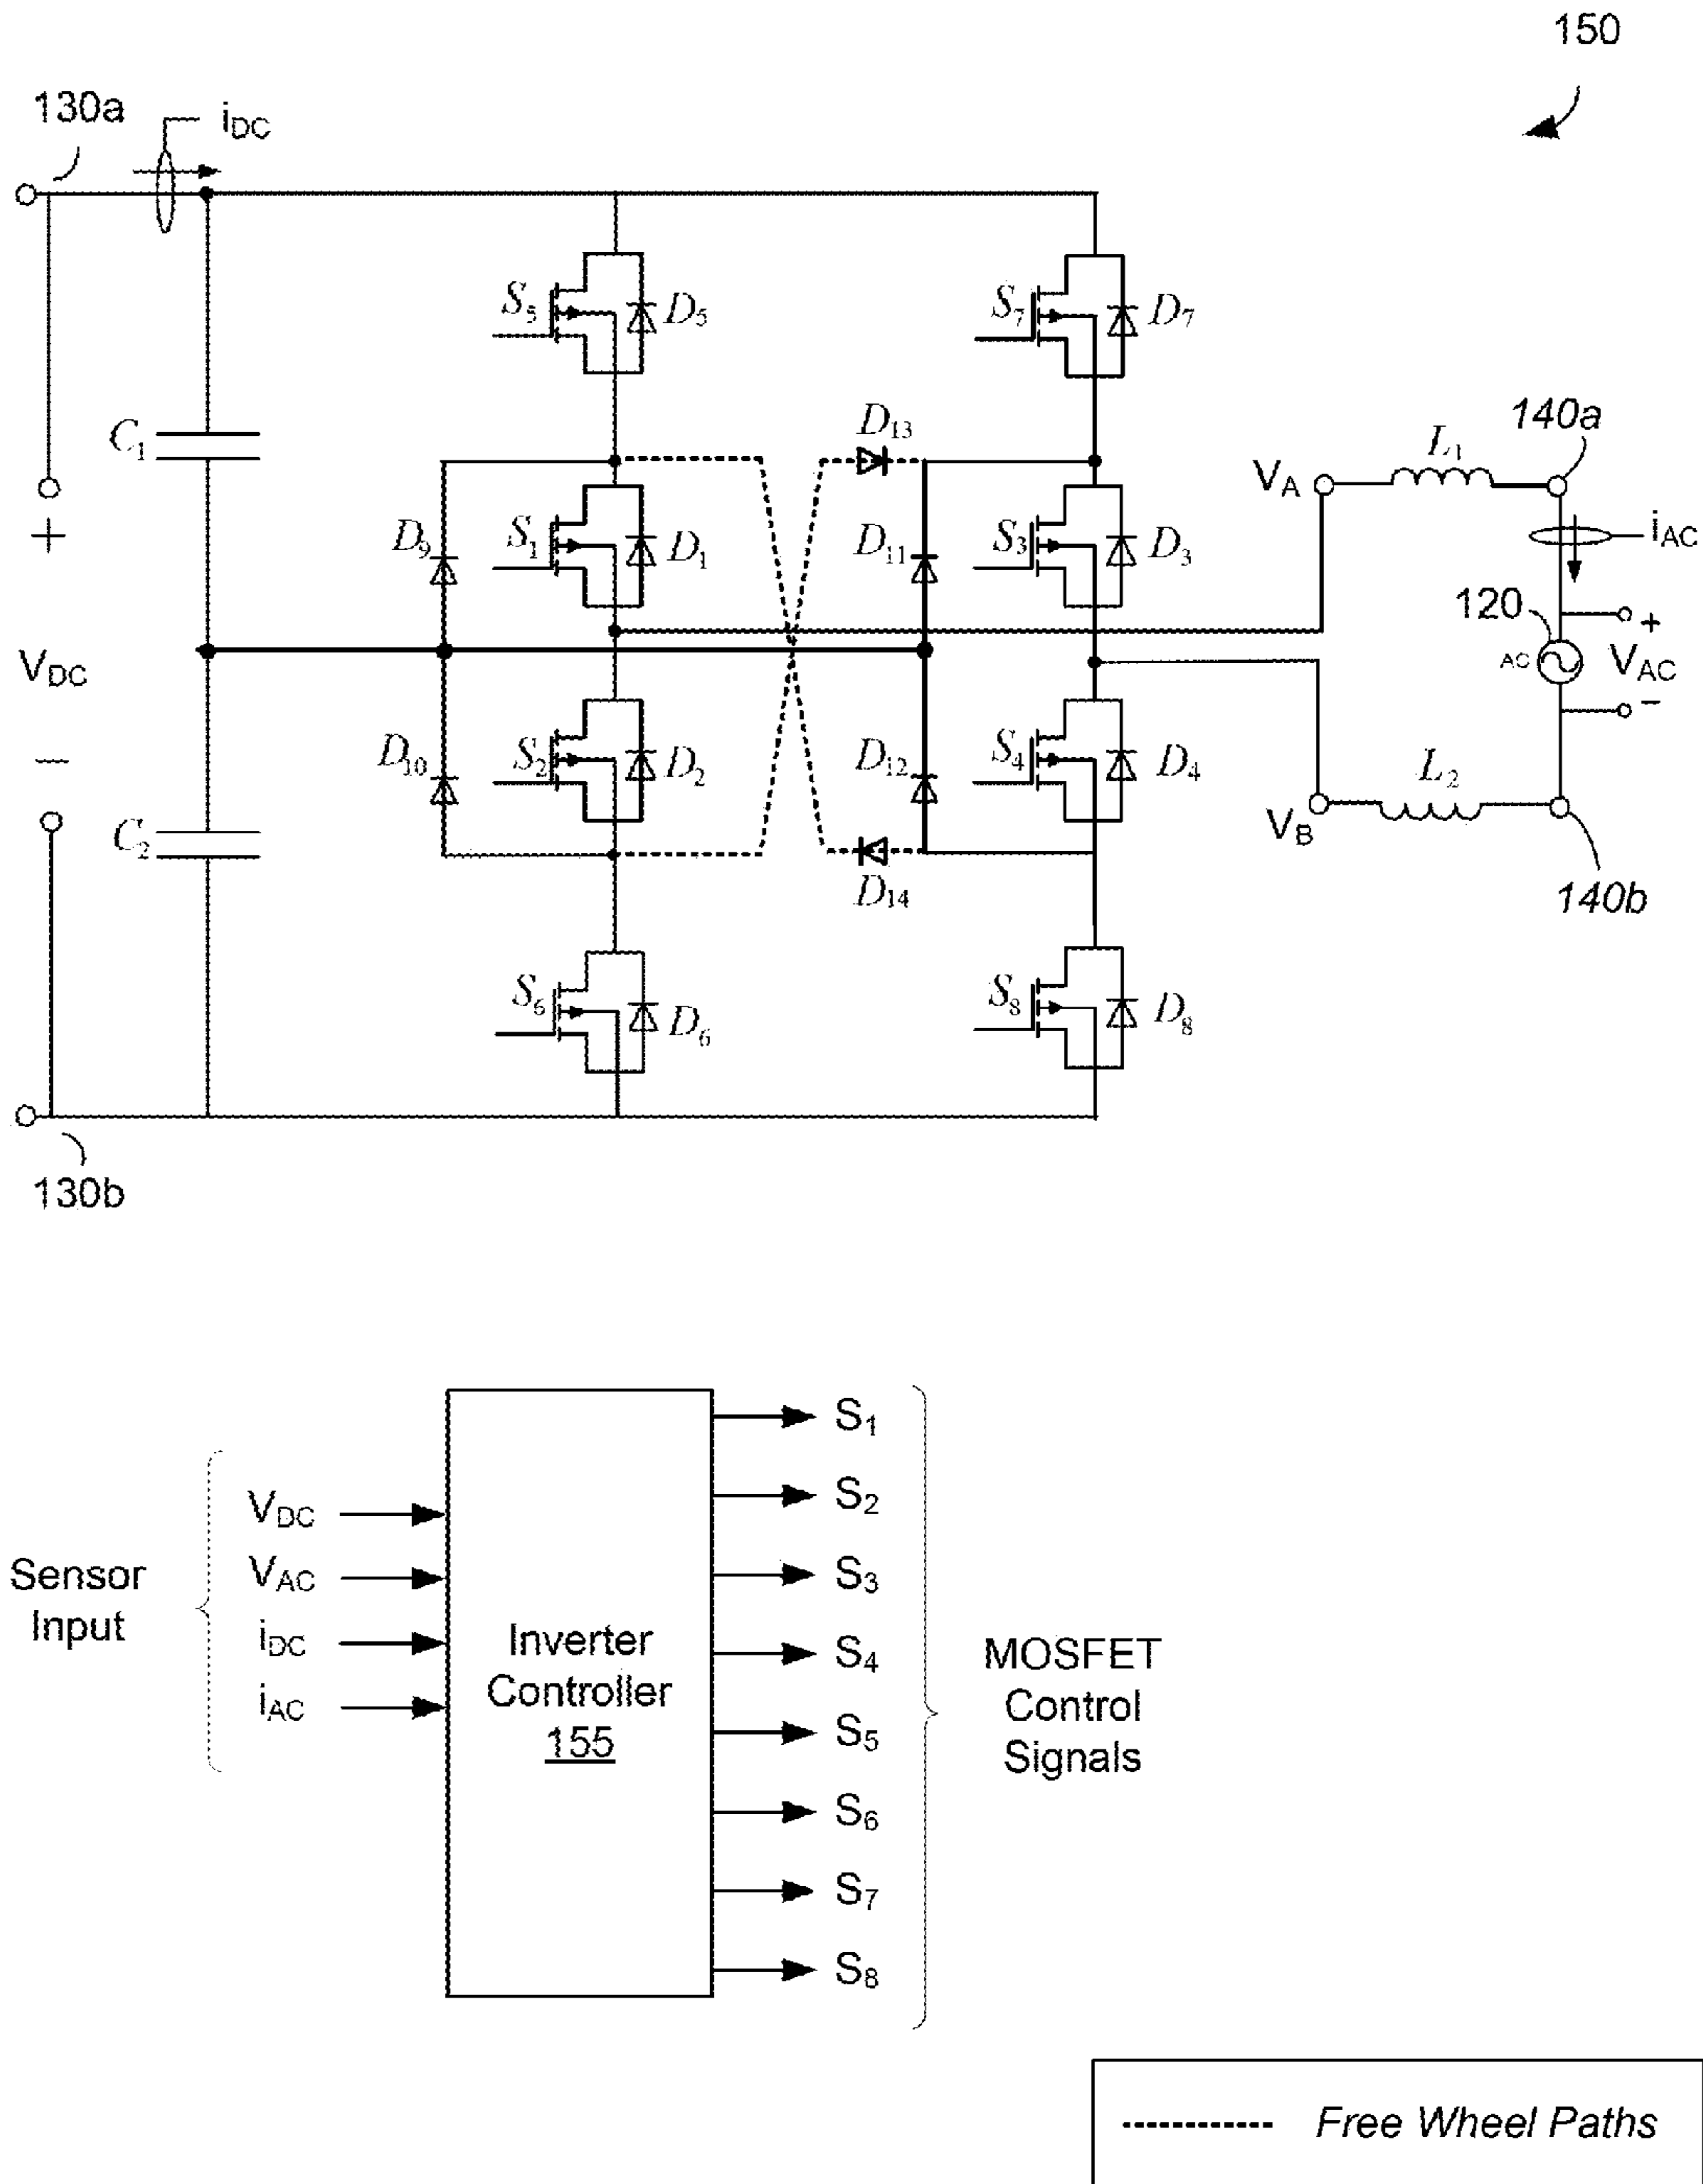 150
130a
iDC
S5
D5
S7
D7
D13
140a
C1
VA
L1
+
D9
S1
D1
D11
S3
D3
iAC
120
+
AC
VAC
VDC
−
D10
S2
D2
D12
S4
D4
L2
−
C2
VB
D14
140b
S6
D6
S8
D8
130b
S1
S2
VDC
VAC
S3
Sensor
Input
iDC
Inverter
Controller
155
S4
MOSFET
Control
Signals
iAC
S5
S6
S7
S8
Free Wheel Paths